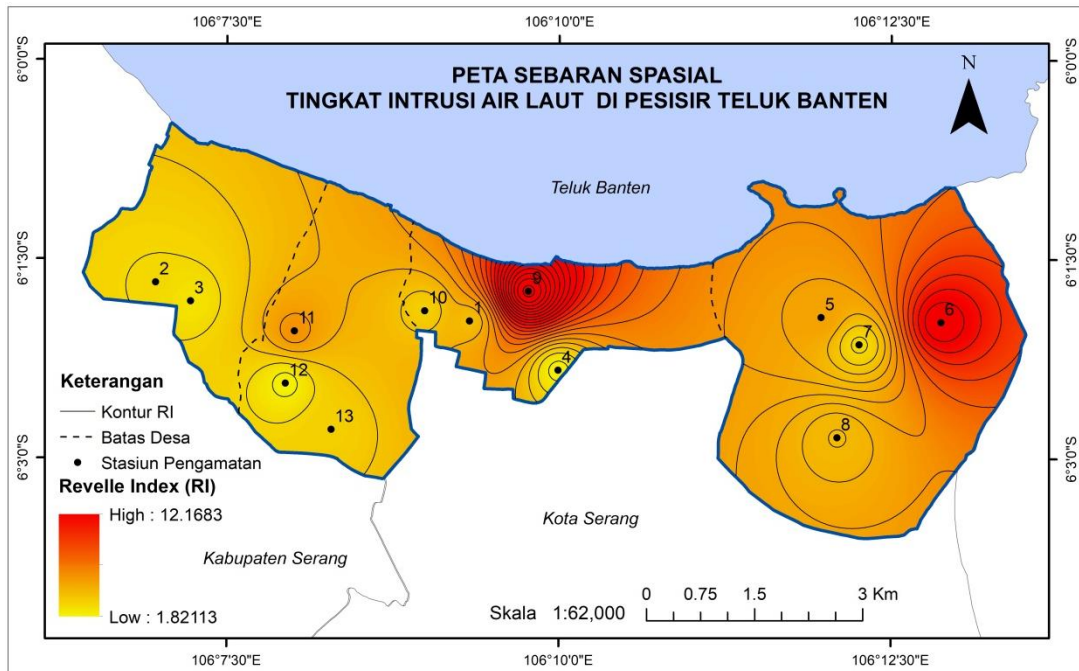 106°7'30"E 106°10'0"E 106°12'30"E
6°0'0"S 6°0'0"S
PETA SEBARAN SPASIAL
TINGKAT INTRUSI AIR LAUT DI PESISIR TELUK BANTEN
N
Teluk Banten
6°1'30"S 6°1'30"S
2
3
9
10
1
5
6
11
7
4
12
13
8
Keterangan
Kontur RI
Batas Desa
Stasiun Pengamatan
6°3'0"S 6°3'0"S
Revelle Index (RI)
High : 12.1683
Low : 1.82113
Kabupaten Serang
Kota Serang
Skala 1:62,000
0 0.75 1.5 3 Km
106°7'30"E 106°10'0"E 106°12'30"E